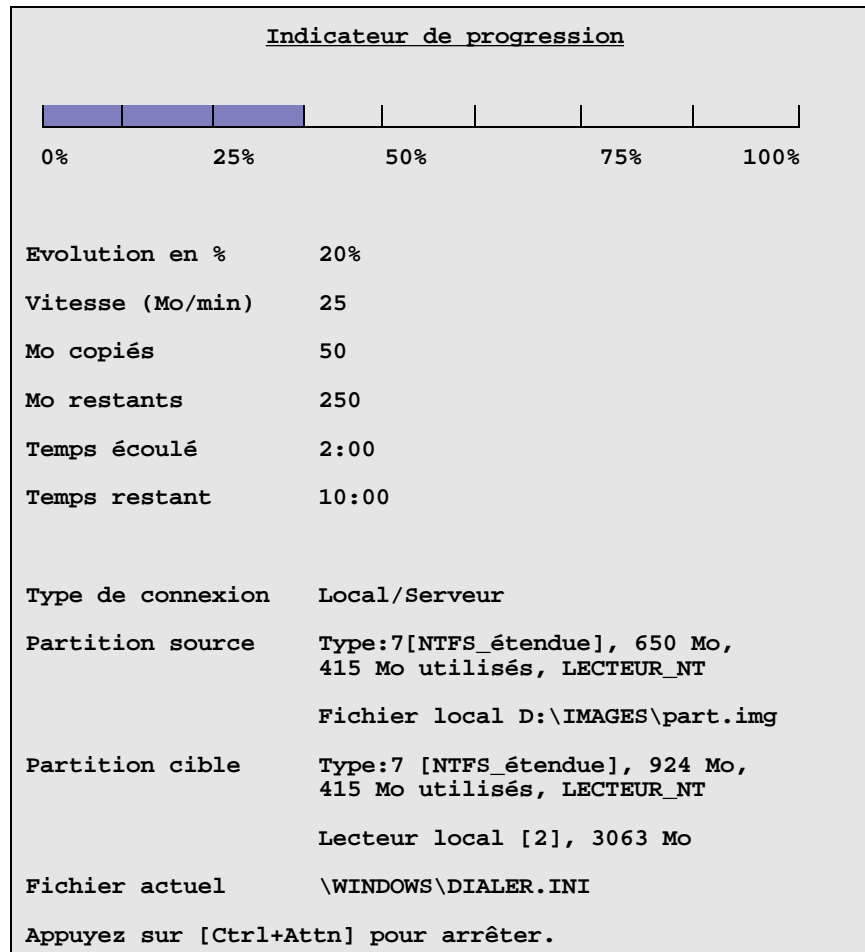 Indicateur de progression
0% 25% 50% 75% 100%
Evolution en % 20%
Vitesse (Mo/min) 25
Mo copiés 50
Mo restants 250
Temps écoulé 2:00
Temps restant 10:00
Type de connexion Local/Serveur
Partition source Type:7[NTFS_étendue], 650 Mo,
415 Mo utilisés, LECTEUR_NT
Fichier local D:\IMAGES\part.img
Partition cible Type:7 [NTFS_étendue], 924 Mo,
415 Mo utilisés, LECTEUR_NT
Lecteur local [2], 3063 Mo
Fichier actuel \WINDOWS\DIALER.INI
Appuyez sur [Ctrl+Attn] pour arrêter.